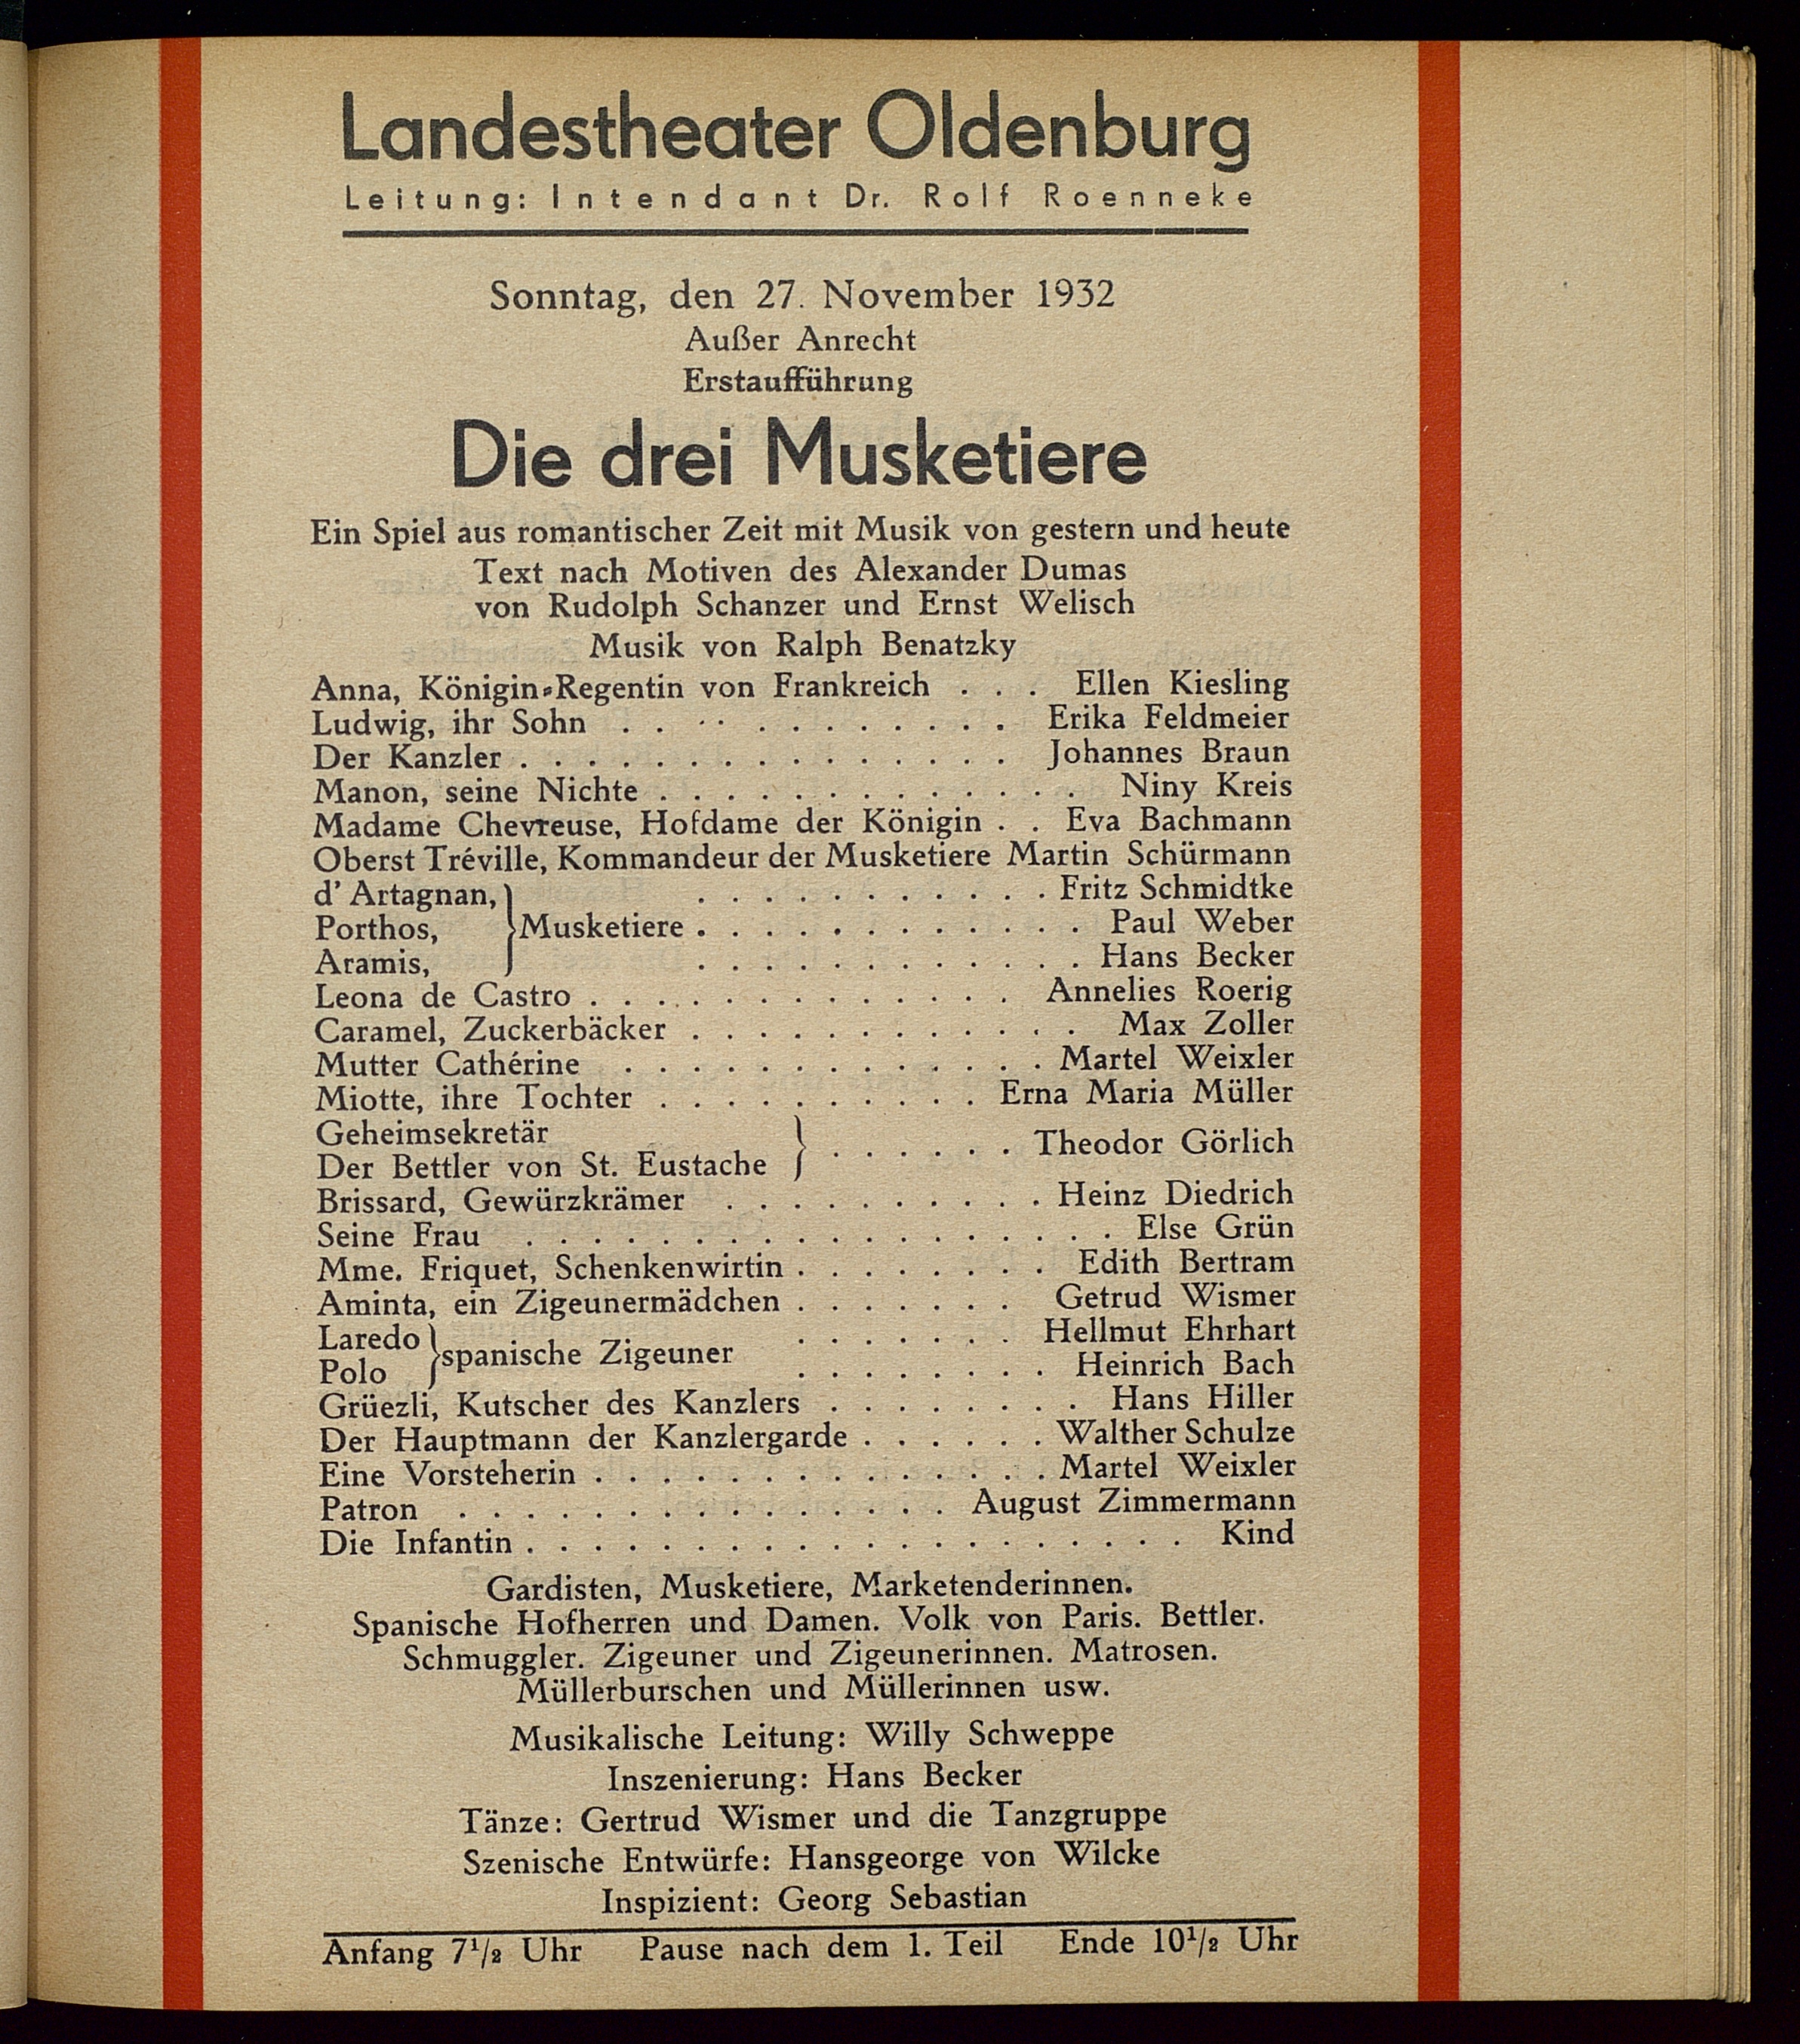 Landestheater Oldenburg
Leitung: Intendant Dr. Rolf Roenneke
Sonntag, den 27. November 1932
Außer Anrecht
Erstaufführung
Die drei Musketiere
Ein Spiel aus romantischer Zeit mit Musik von gestern und heute
Text nach Motiven des Alexander Dumas
von Rudolph Schanzer und Ernst Welisch
Musik von Ralph Benatzky
Anna, Königin-Regentin von Frankreich . . . Ellen Kiesling
Ludwig, ihr Sohn . . . . . . . . . . . . Erika Feldmeier
Der Kanzler . . . . . . . . . . . . . . . Johannes Braun
Manon, seine Nichte . . . . . . . . . . . . . Niny Kreis
Madame Chevreuse, Hofdame der Königin . . Eva Bachmann
Oberst Tréville, Kommandeur der Musketiere Martin Schürmann
d' Artagnan, . . . . . . . . . . . Fritz Schmidtke
Porthos, } Musketiere . . . . . . . . . . . . Paul Weber
Aramis, . . . . . . . . . . . . Hans Becker
Leona de Castro . . . . . . . . . . . . . Annelies Roerig
Caramel, Zuckerbäcker . . . . . . . . . . . . Max Zoller
Mutter Cathérine . . . . . . . . . . . . . Martel Weixler
Miotte, ihre Tochter . . . . . . . . . . Erna Maria Müller
Geheimsekretär
Der Bettler von St. Eustache } . . . . . . Theodor Görlich
Brissard, Gewürzkrämer . . . . . . . . . . Heinz Diedrich
Seine Frau . . . . . . . . . . . . . . . . . . Else Grün
Mme. Friquet, Schenkenwirtin . . . . . . . . Edith Bertram
Aminta, ein Zigeunermädchen . . . . . . . Getrud Wismer
Laredo } spanische Zigeuner . . . . . . . Hellmut Ehrhart
Polo . . . . . . . . Heinrich Bach
Grüezli, Kutscher des Kanzlers . . . . . . . . Hans Hiller
Der Hauptmann der Kanzlergarde . . . . . . Walther Schulze
Eine Vorsteherin . . . . . . . . . . . . . . Martel Weixler
Patron . . . . . . . . . . . . . . . August Zimmermann
Die Infantin . . . . . . . . . . . . . . . . . . . . Kind
Gardisten, Musketiere, Marketenderinnen.
Spanische Hofherren und Damen. Volk von Paris. Bettler.
Schmuggler. Zigeuner und Zigeunerinnen. Matrosen.
Müllerburschen und Müllerinnen usw.
Musikalische Leitung: Willy Schweppe
Inszenierung: Hans Becker
Tänze: Gertrud Wismer und die Tanzgruppe
Szenische Entwürfe: Hansgeorge von Wilcke
Inspizient: Georg Sebastian
Anfang 7½ Uhr Pause nach dem 1. Teil Ende 10½ Uhr